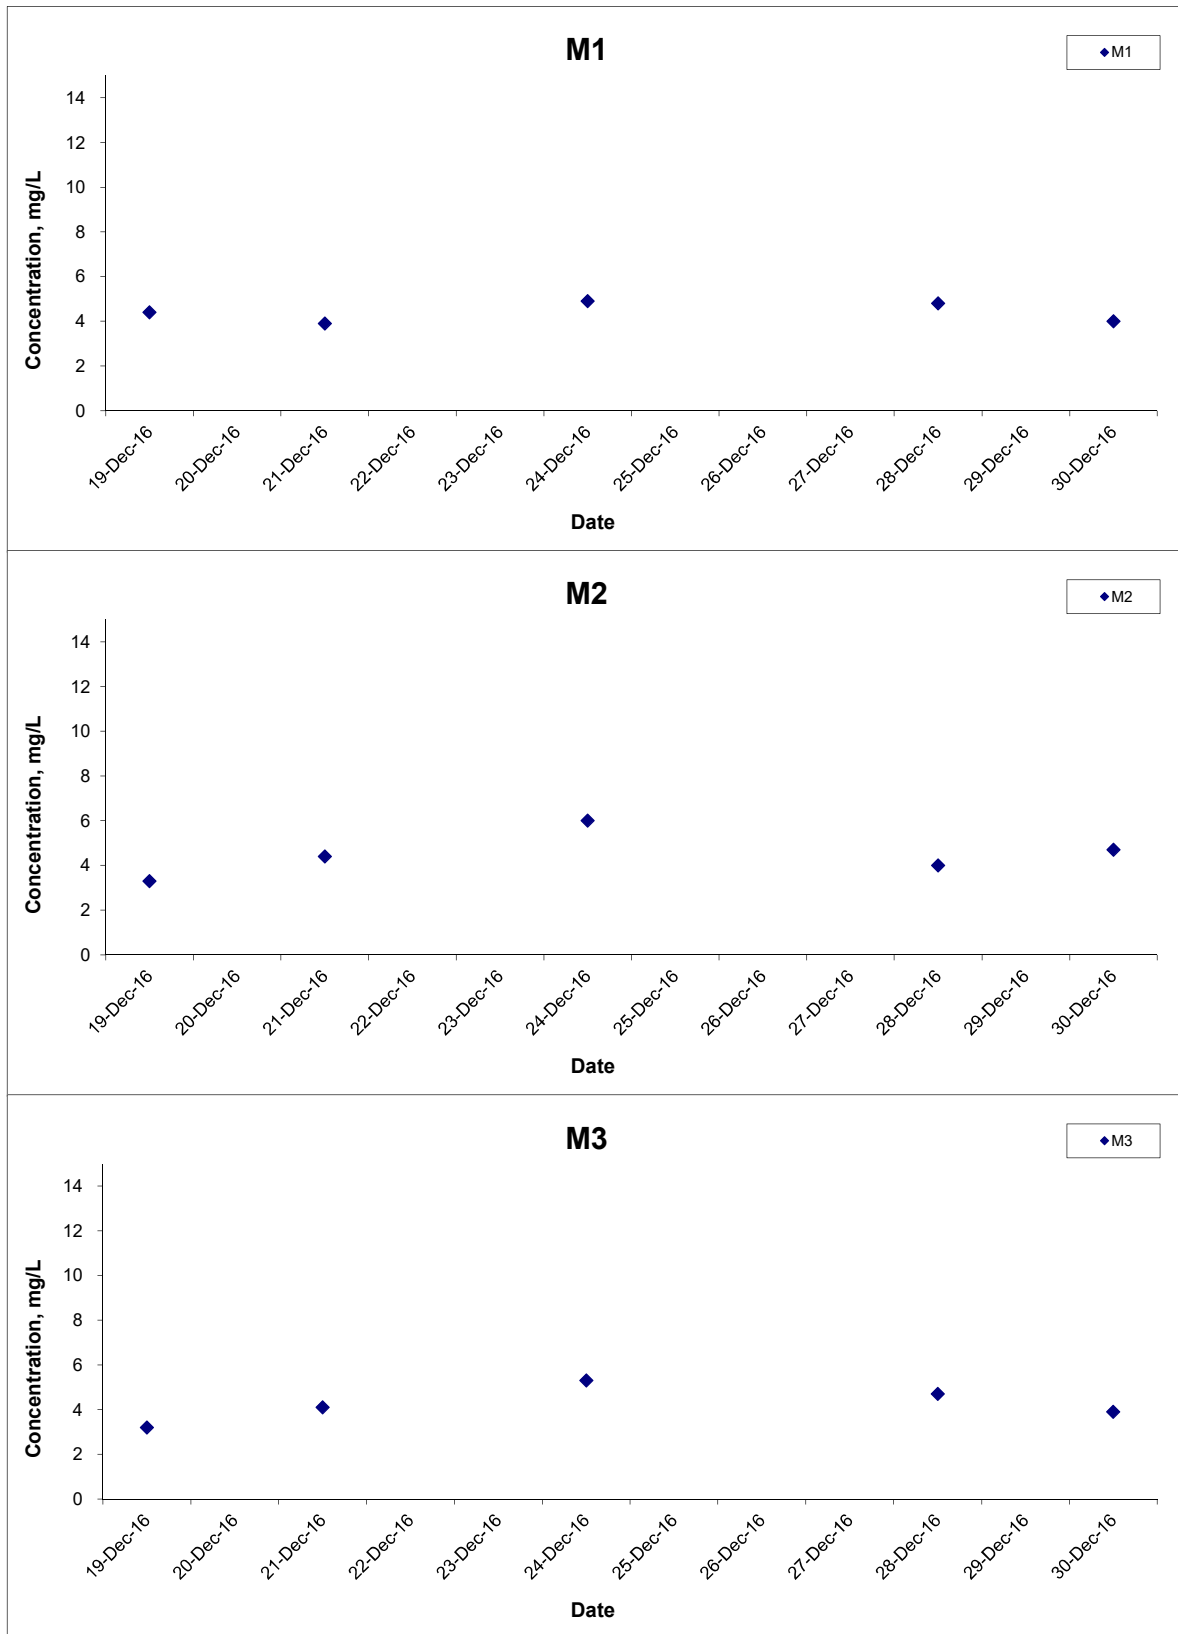 M1
M1
14
12
10
8
6
4
2
0
Concentration, mg/L
19-Dec-16
20-Dec-16
21-Dec-16
22-Dec-16
23-Dec-16
24-Dec-16
25-Dec-16
26-Dec-16
27-Dec-16
28-Dec-16
29-Dec-16
30-Dec-16
Date
M2
M2
14
12
10
8
6
4
2
0
Concentration, mg/L
19-Dec-16
20-Dec-16
21-Dec-16
22-Dec-16
23-Dec-16
24-Dec-16
25-Dec-16
26-Dec-16
27-Dec-16
28-Dec-16
29-Dec-16
30-Dec-16
Date
M3
M3
14
12
10
8
6
4
2
0
Concentration, mg/L
19-Dec-16
20-Dec-16
21-Dec-16
22-Dec-16
23-Dec-16
24-Dec-16
25-Dec-16
26-Dec-16
27-Dec-16
28-Dec-16
29-Dec-16
30-Dec-16
Date